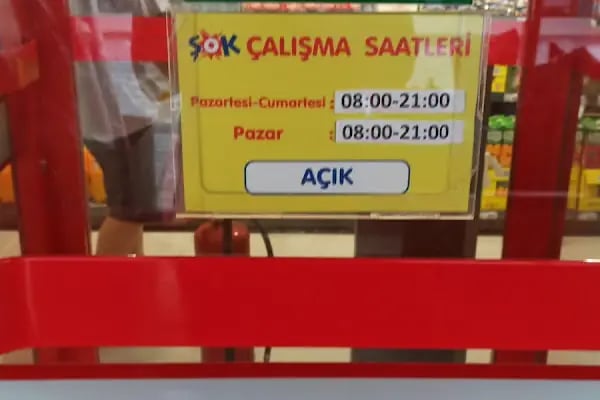 ŞOK ÇALIŞMA SAATLERİ
Pazartesi-Cumartesi : 08:00-21:00
Pazar : 08:00-21:00
AÇIK